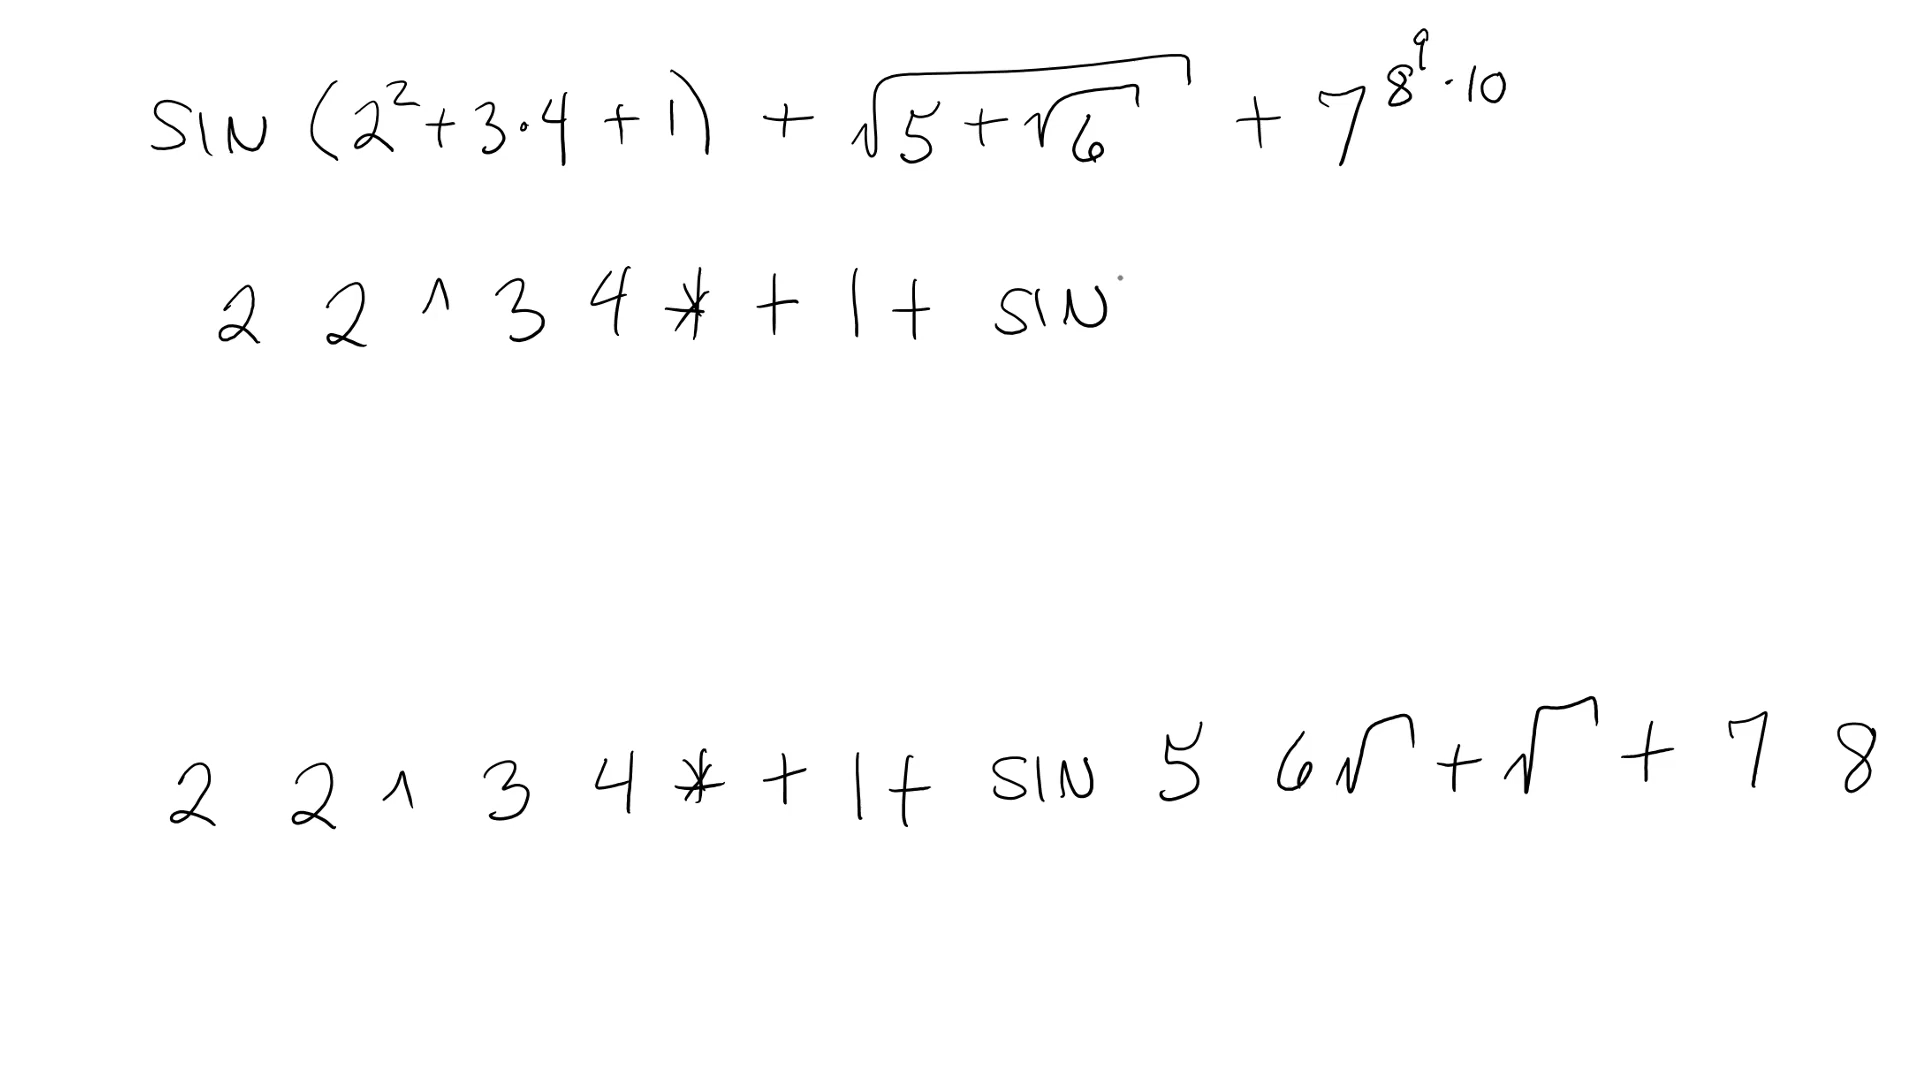 SIN (2² + 3·4 + 1) + √(5 + √6) + 7^(8^9·10)
2 2 ^ 3 4 * + 1 + SIN
2 2 ^ 3 4 * + 1 + SIN 5 6 √ + √ + 7 8